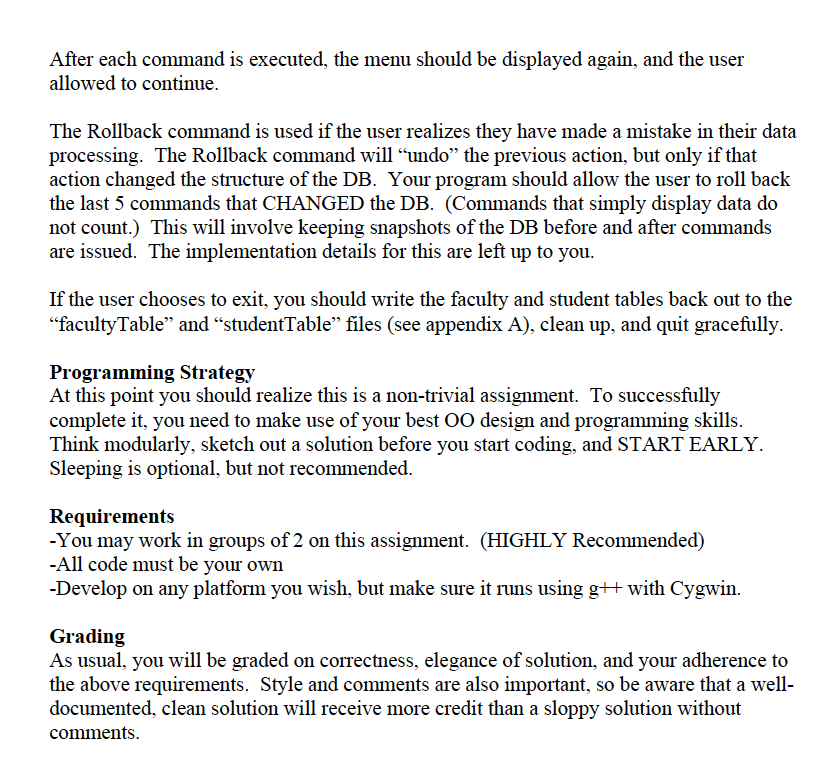 After each command is executed, the menu should be displayed again, and the user
allowed to continue.
The Rollback command is used if the user realizes they have made a mistake in their data
processing.  The Rollback command will “undo” the previous action, but only if that
action changed the structure of the DB.  Your program should allow the user to roll back
the last 5 commands that CHANGED the DB.  (Commands that simply display data do
not count.)  This will involve keeping snapshots of the DB before and after commands
are issued.  The implementation details for this are left up to you.
If the user chooses to exit, you should write the faculty and student tables back out to the
“facultyTable” and “studentTable” files (see appendix A), clean up, and quit gracefully.
Programming Strategy
At this point you should realize this is a non-trivial assignment.  To successfully
complete it, you need to make use of your best OO design and programming skills.
Think modularly, sketch out a solution before you start coding, and START EARLY.
Sleeping is optional, but not recommended.
Requirements
-You may work in groups of 2 on this assignment.  (HIGHLY Recommended)
-All code must be your own
-Develop on any platform you wish, but make sure it runs using g++ with Cygwin.
Grading
As usual, you will be graded on correctness, elegance of solution, and your adherence to
the above requirements.  Style and comments are also important, so be aware that a well-
documented, clean solution will receive more credit than a sloppy solution without
comments.